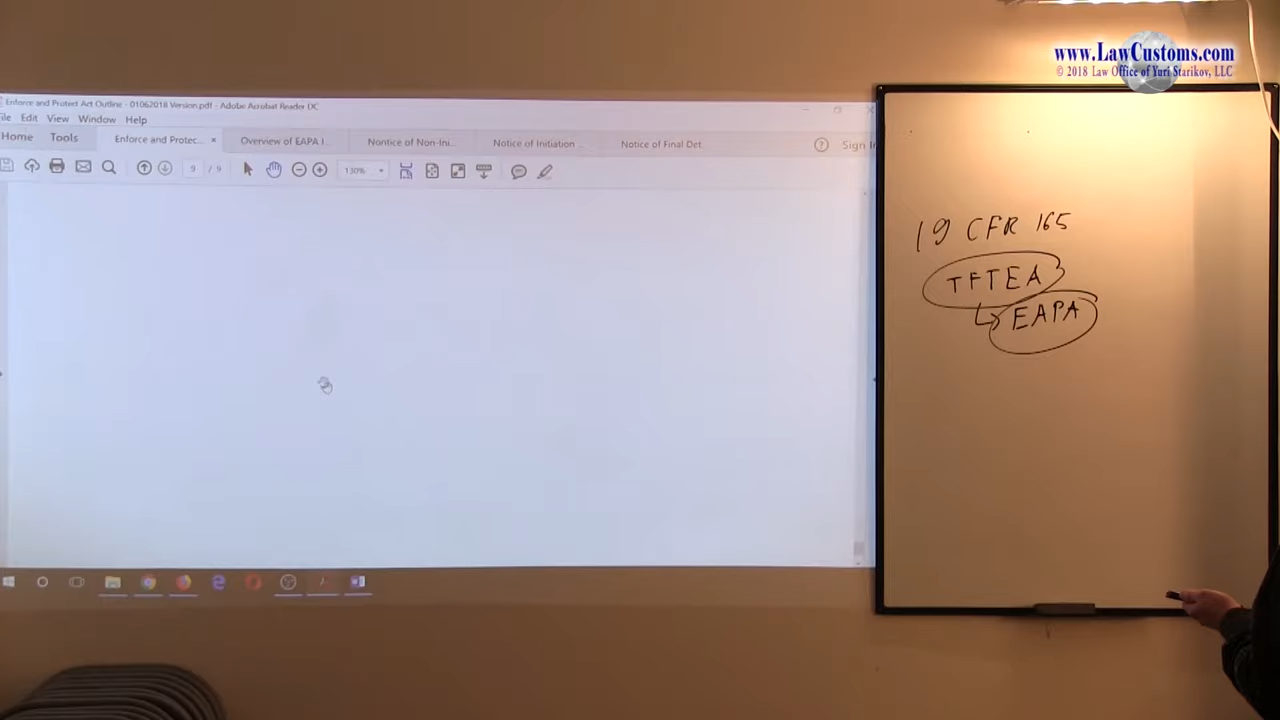 www.LawCustoms.com
© 2018 Law Office of Yuri Starikov, LLC
Enforce and Protect Act Outline - 01062018 Version.pdf - Adobe Acrobat Reader DC
ile Edit View Window Help
Home Tools Enforce and Protec... × Overview of EAPA I... Nontice of Non-Ini... Notice of Initiation ... Notice of Final Det. ? Sign In
9 / 9 130%
19 CFR 165
TFTEA
EAPA